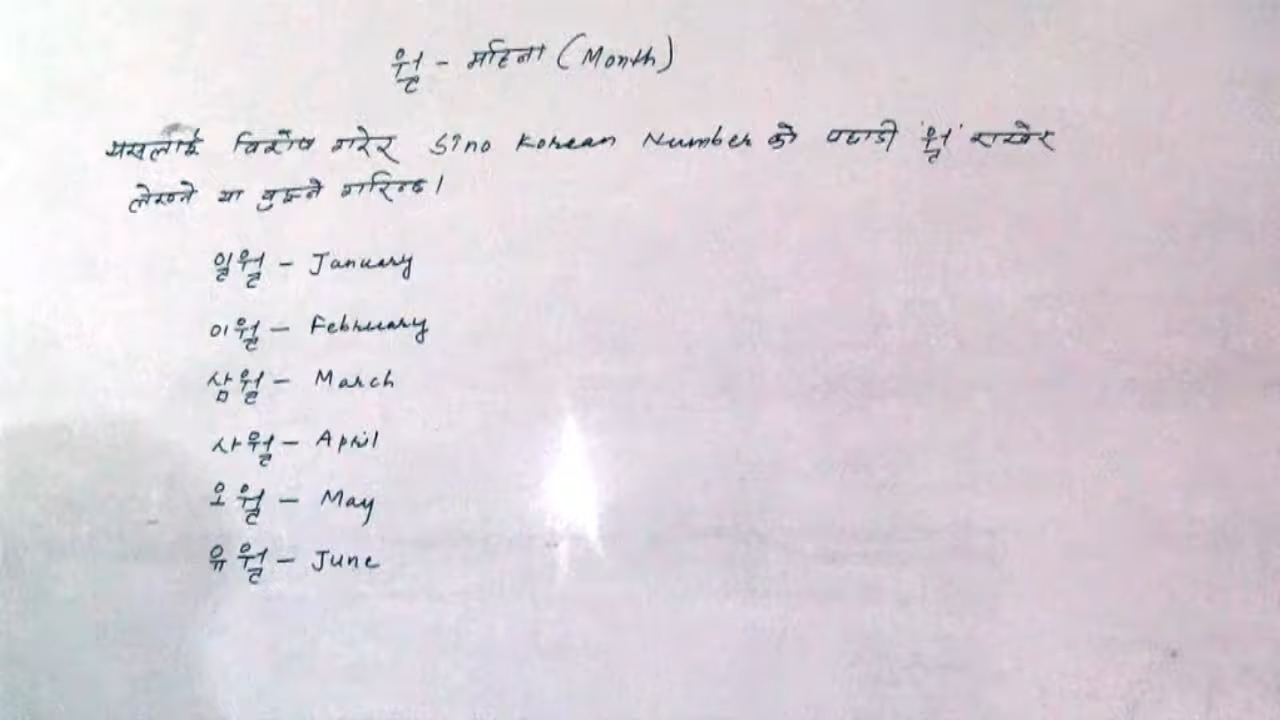 월 - महिना (Month)
यसलाई विशेष गरेर Sino Korean Number को पछाडी '월' राखेर
लेख्ने या बुझ्ने गरिन्छ।
일월 - January
이월 - February
삼월 - March
사월 - April
오월 - May
유월 - June